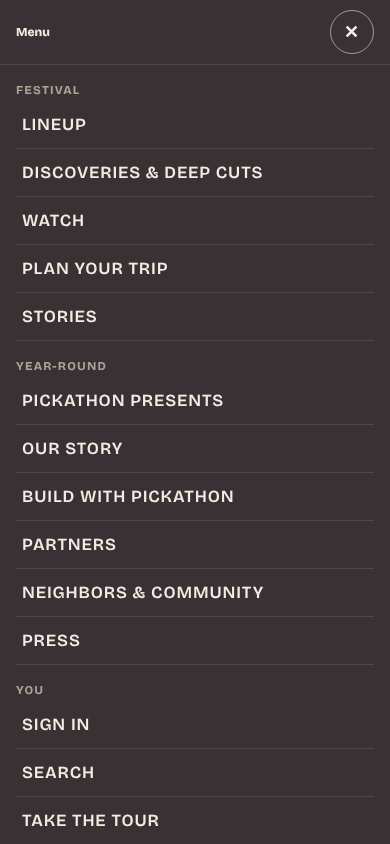 Menu
FESTIVAL
LINEUP
DISCOVERIES & DEEP CUTS
WATCH
PLAN YOUR TRIP
STORIES
YEAR-ROUND
PICKATHON PRESENTS
OUR STORY
BUILD WITH PICKATHON
PARTNERS
NEIGHBORS & COMMUNITY
PRESS
YOU
SIGN IN
SEARCH
TAKE THE TOUR